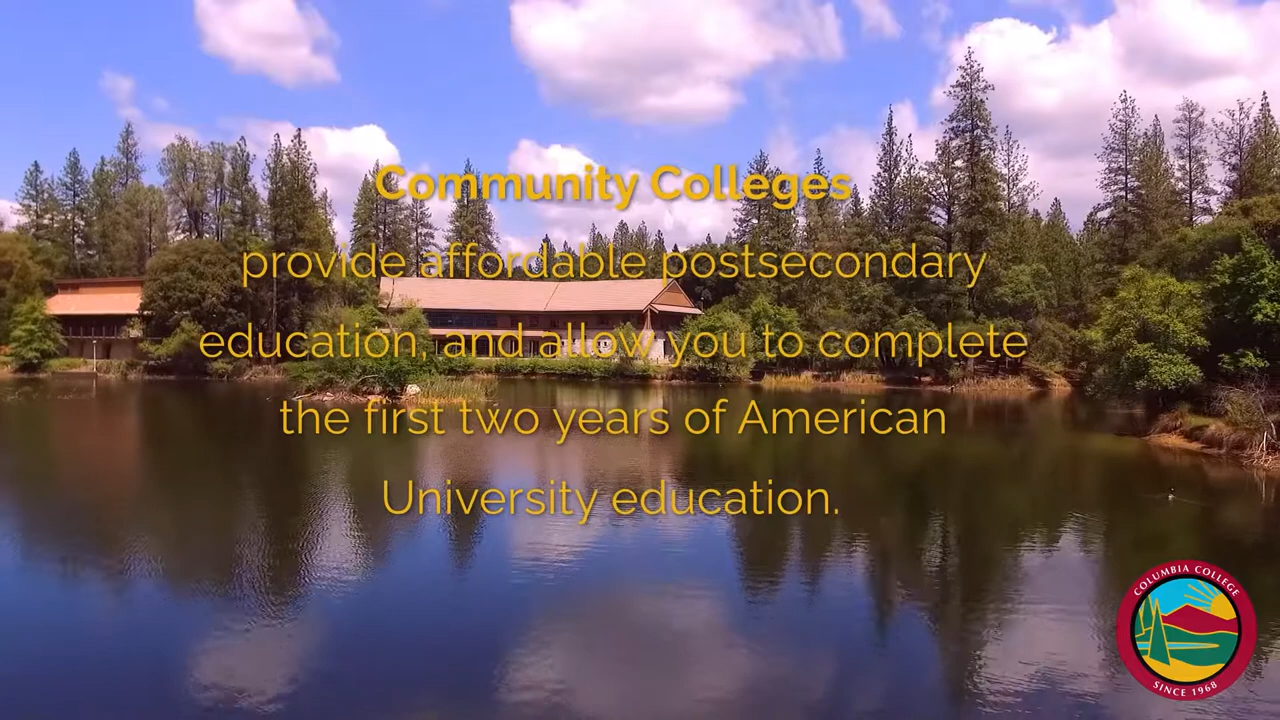 Community Colleges
provide affordable postsecondary
education, and allow you to complete
the first two years of American
University education.
COLUMBIA COLLEGE
SINCE 1968